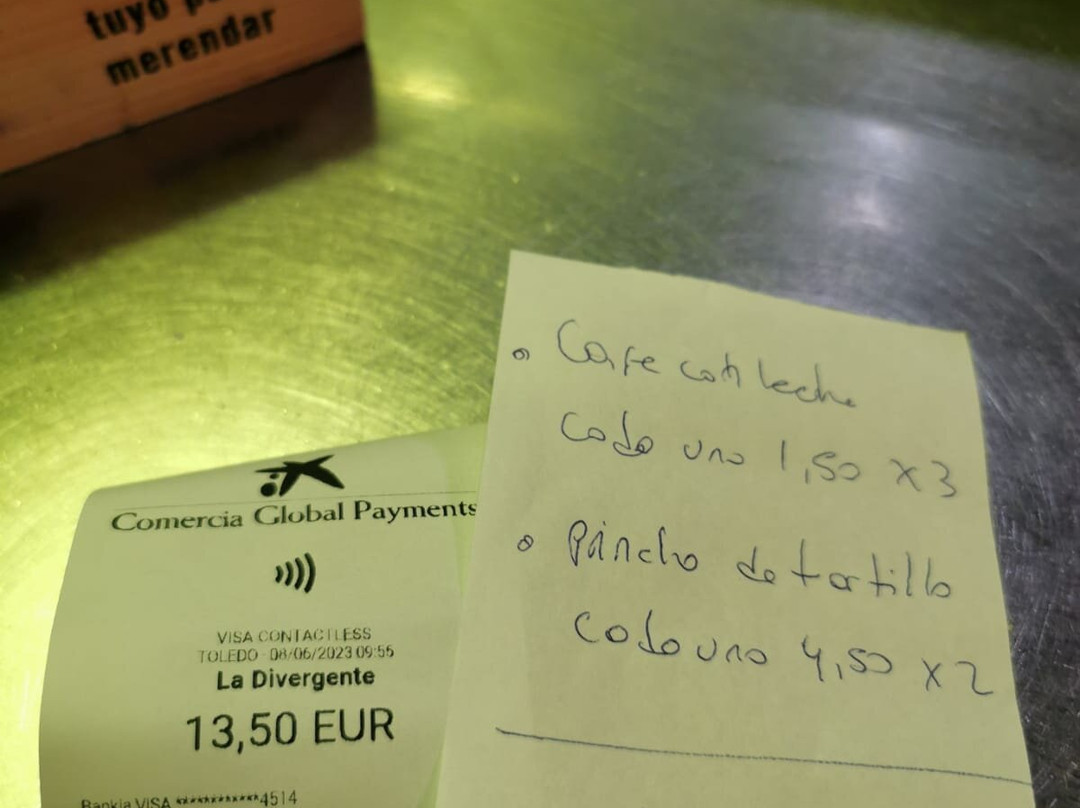 tuyo p
merendar
Comercia Global Payments
VISA CONTACTLESS
TOLEDO 08/06/2023 09:55
La Divergente
13,50 EUR
Bankia VISA ***********4514
Cafe con leche
Cada uno 1,50 x3
Pincho de tortilla
Cada uno 4,50 x2